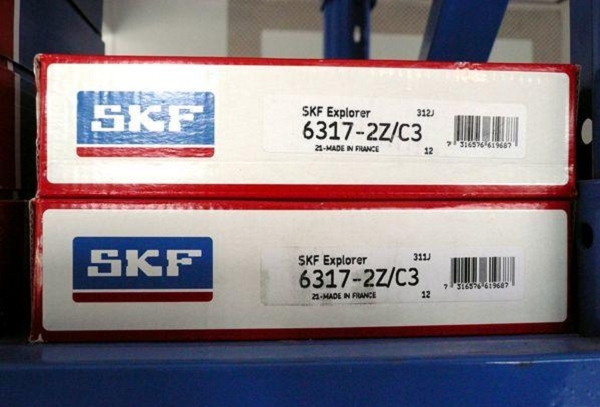 SKF
SKF Explorer 312J
6317-2Z/C3
21-MADE IN FRANCE 12
7 316576 619687
SKF
SKF Explorer 311J
6317-2Z/C3
21-MADE IN FRANCE 12
7 316576 619687